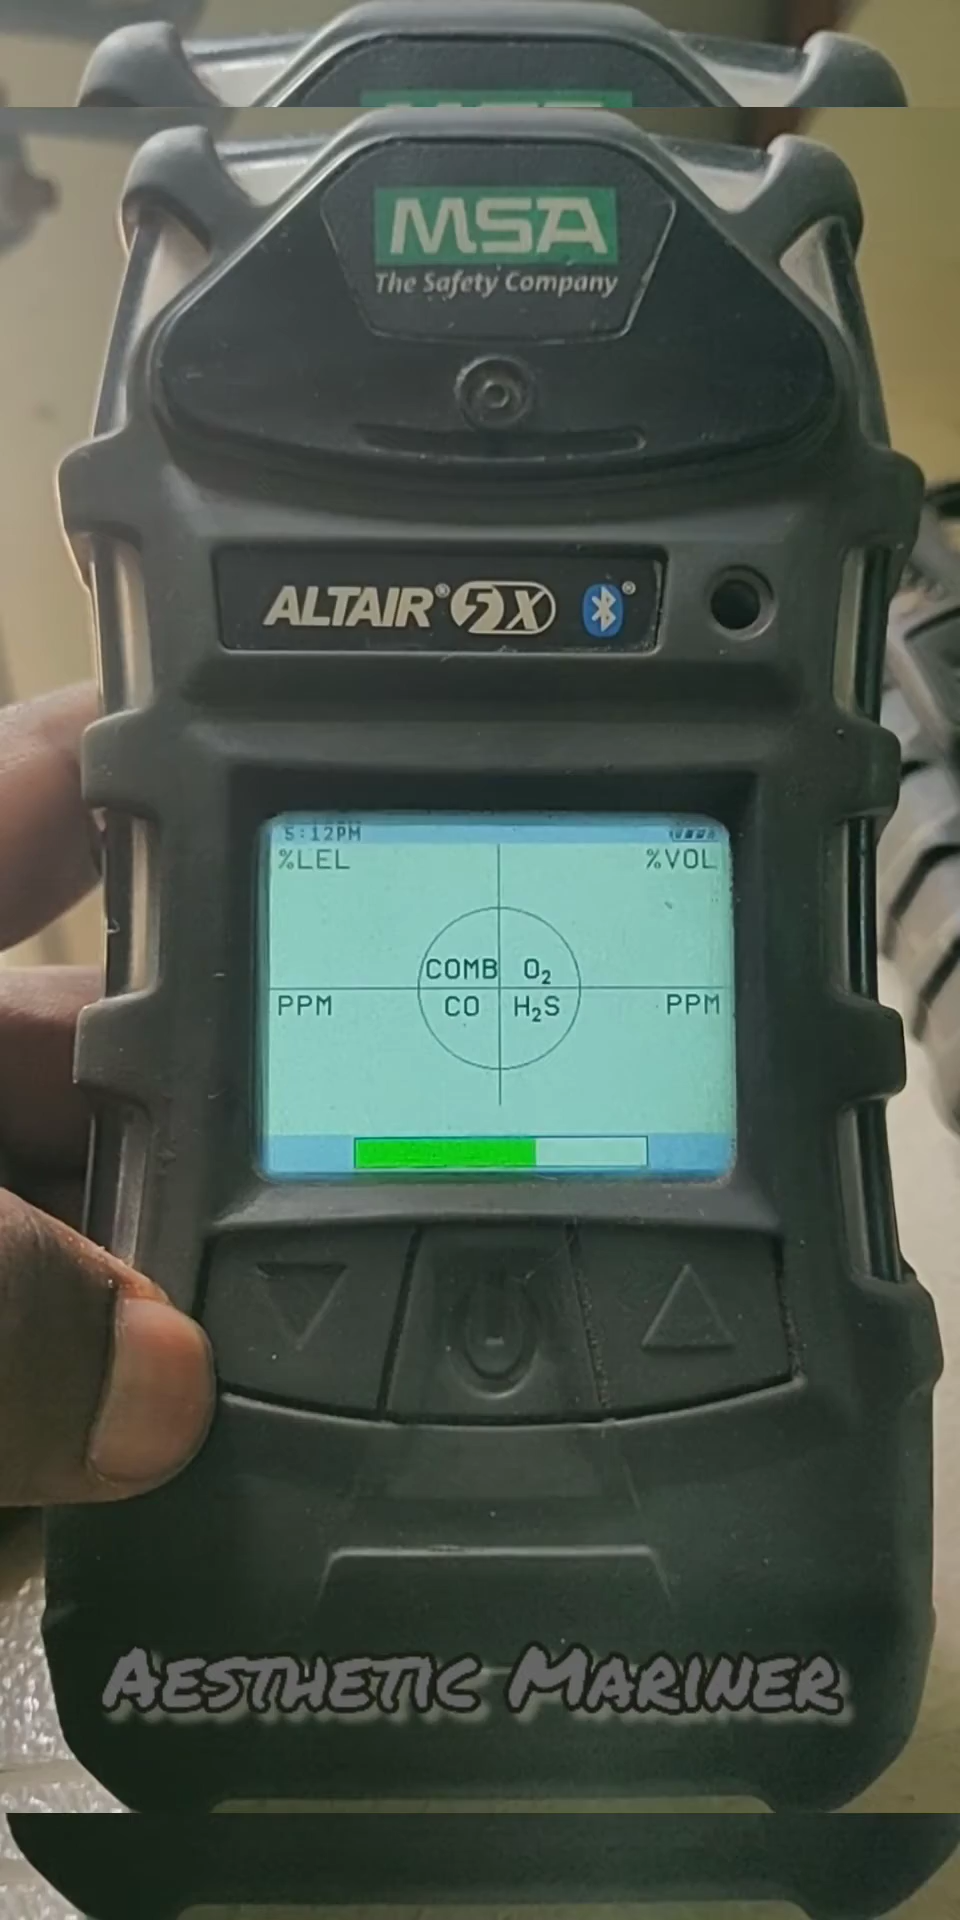 MSA
The Safety Company
ALTAIR® 5X ®
5:12PM
%LEL %VOL
COMB O₂
PPM CO H₂S PPM
AESTHETIC MARINER